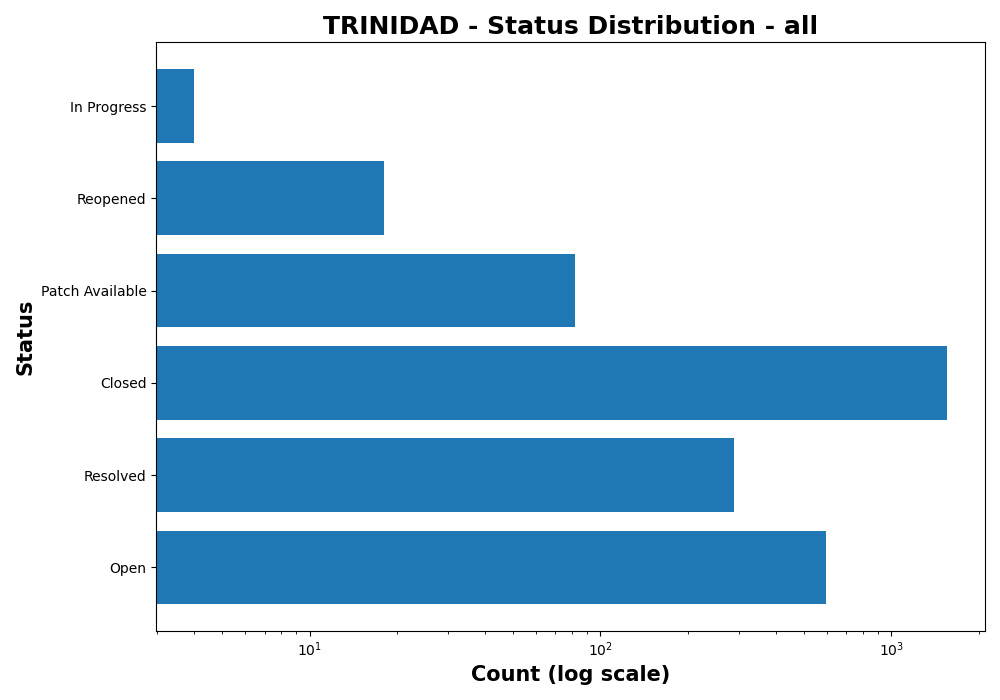 TRINIDAD - Status Distribution - all
In Progress
Reopened
Patch Available
Closed
Resolved
Open
Status
10¹ 10² 10³
Count (log scale)